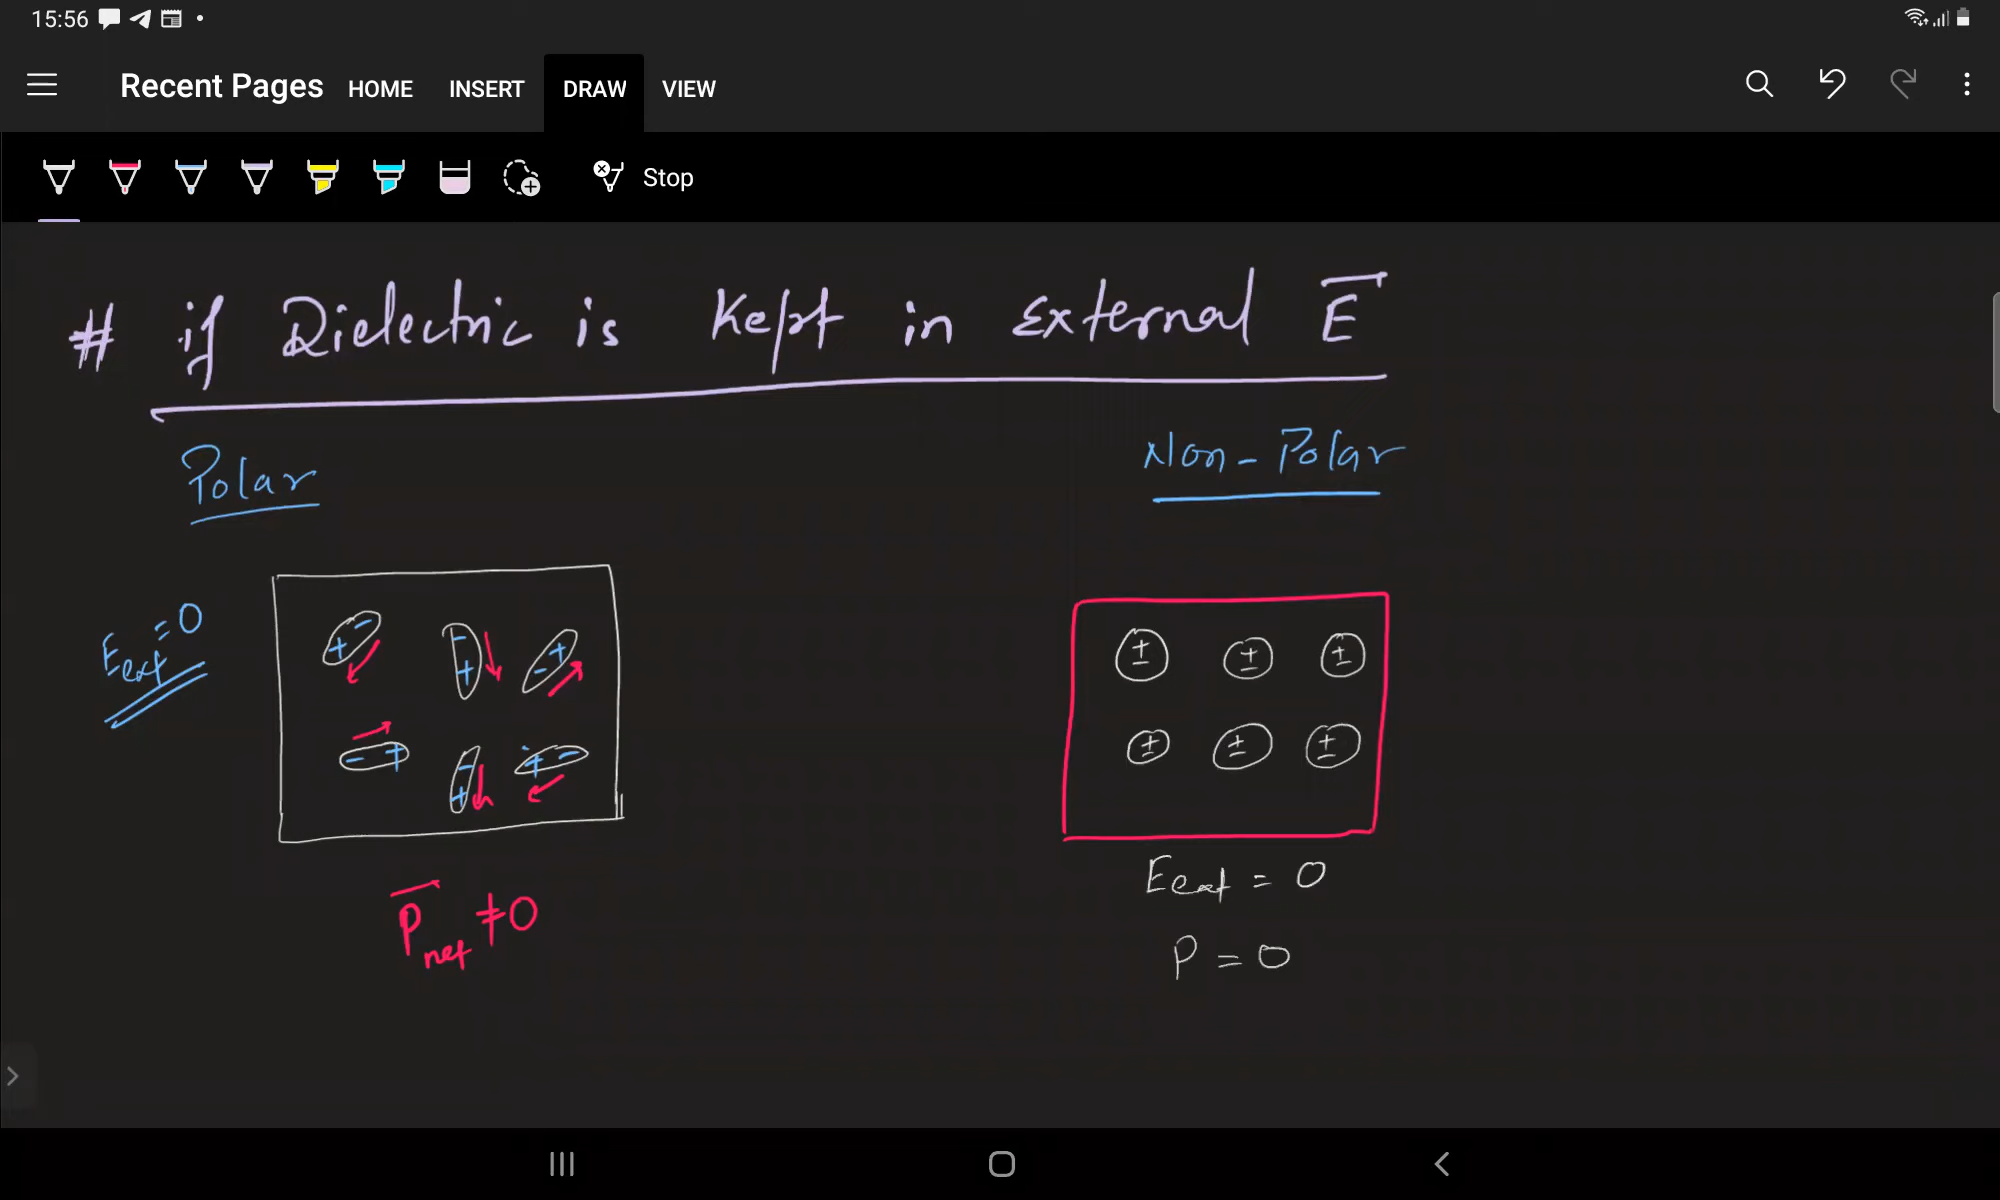 15:56
Recent Pages HOME INSERT DRAW VIEW
Stop
# if Dielectric is Kept in External E⃗
Polar
Non-Polar
Eext = 0
- + - + + -
- + - + + -
± ± ±
± ± ±
P⃗net ≠ 0
Eext = 0
P = 0